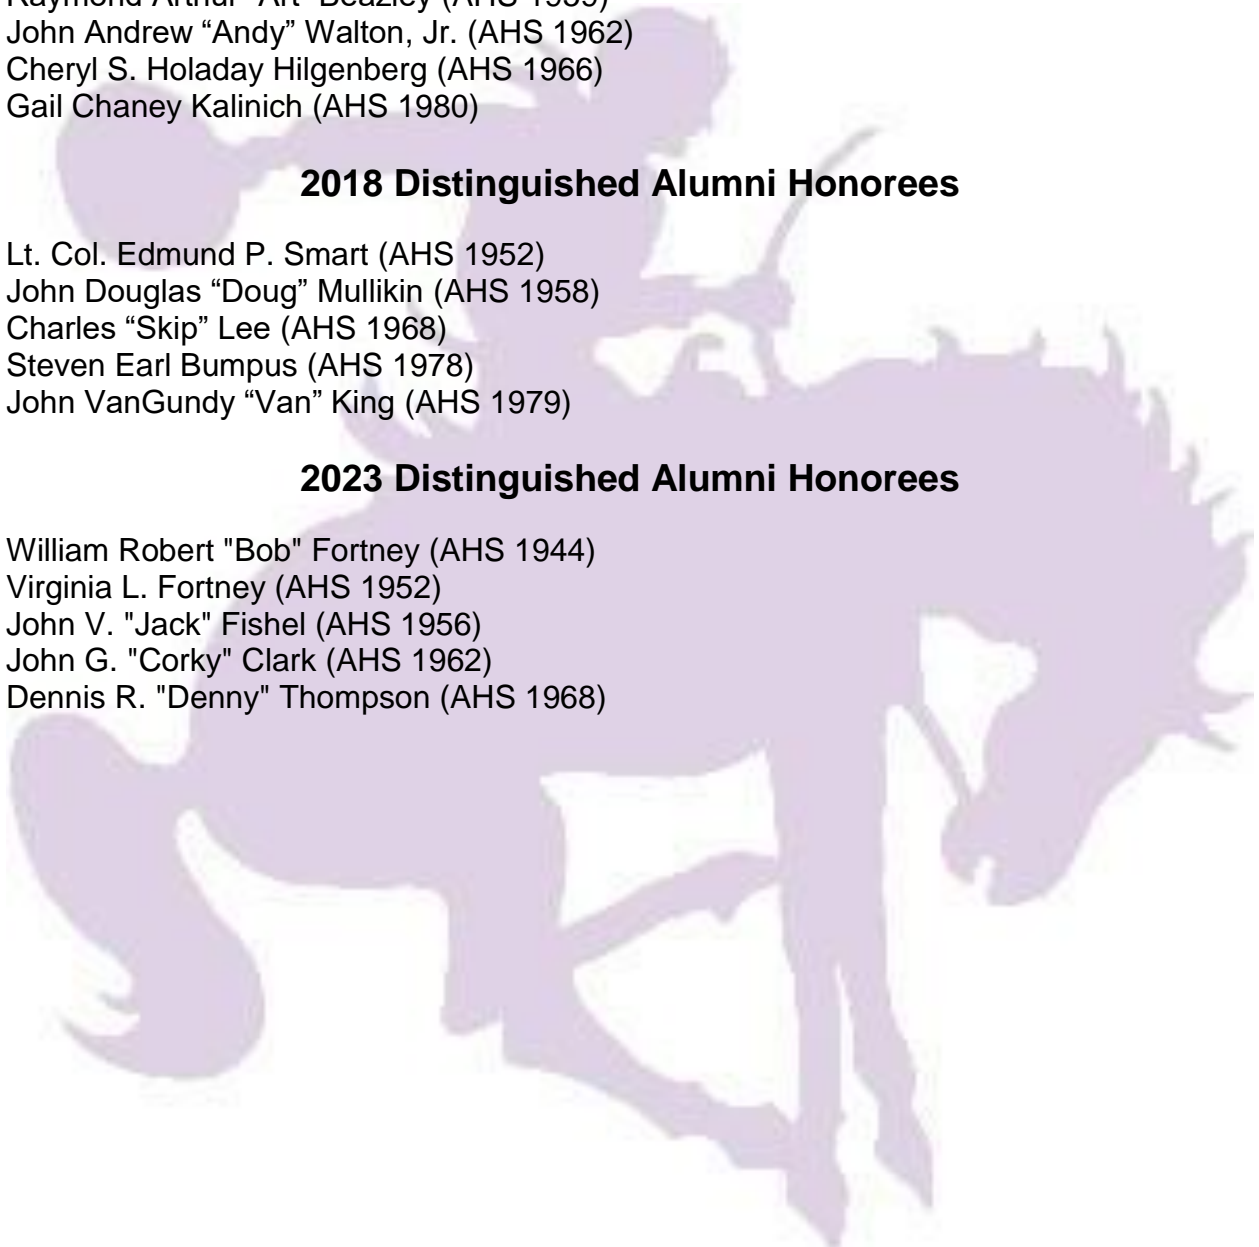 Raymond Arthur "Art" Beazley (AHS 1959)
John Andrew “Andy” Walton, Jr. (AHS 1962)
Cheryl S. Holaday Hilgenberg (AHS 1966)
Gail Chaney Kalinich (AHS 1980)
2018 Distinguished Alumni Honorees
Lt. Col. Edmund P. Smart (AHS 1952)
John Douglas “Doug” Mullikin (AHS 1958)
Charles “Skip” Lee (AHS 1968)
Steven Earl Bumpus (AHS 1978)
John VanGundy “Van” King (AHS 1979)
2023 Distinguished Alumni Honorees
William Robert "Bob" Fortney (AHS 1944)
Virginia L. Fortney (AHS 1952)
John V. "Jack" Fishel (AHS 1956)
John G. "Corky" Clark (AHS 1962)
Dennis R. "Denny" Thompson (AHS 1968)